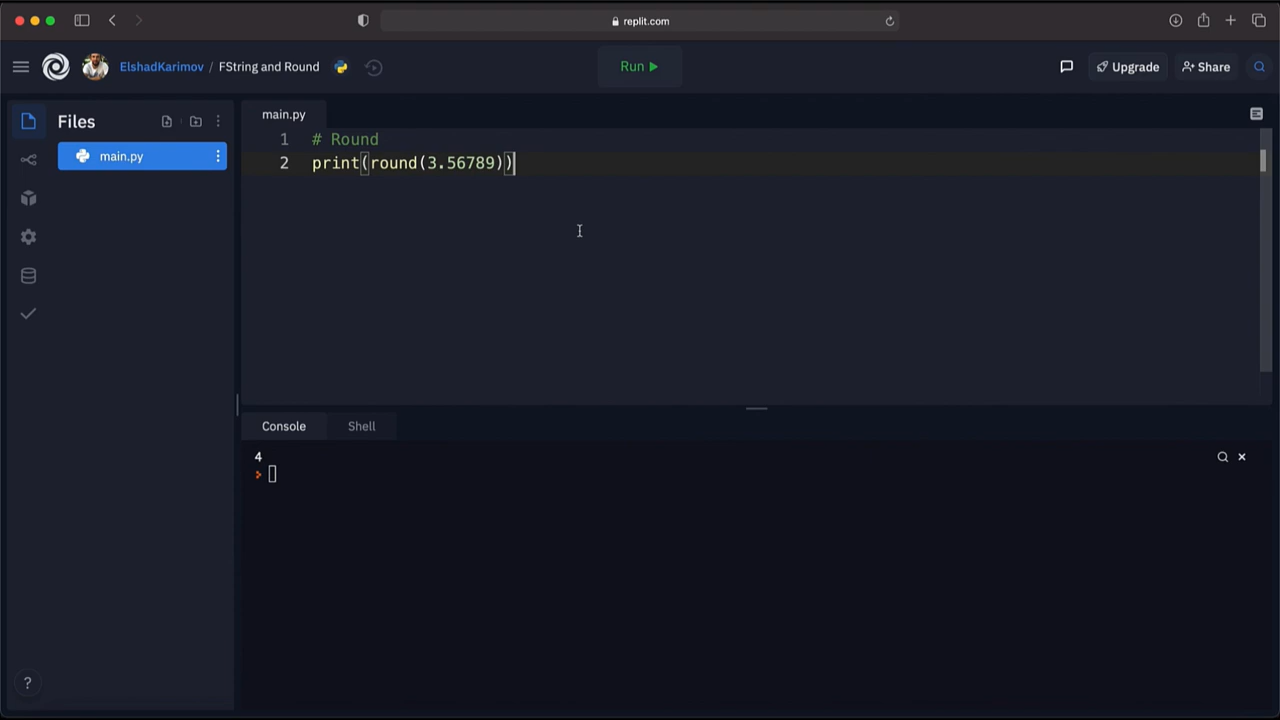 replit.com
ElshadKarimov / FString and Round
Run
Upgrade
Share
Files
main.py
main.py
1 # Round
2 print(round(3.56789))
Console
Shell
4
?